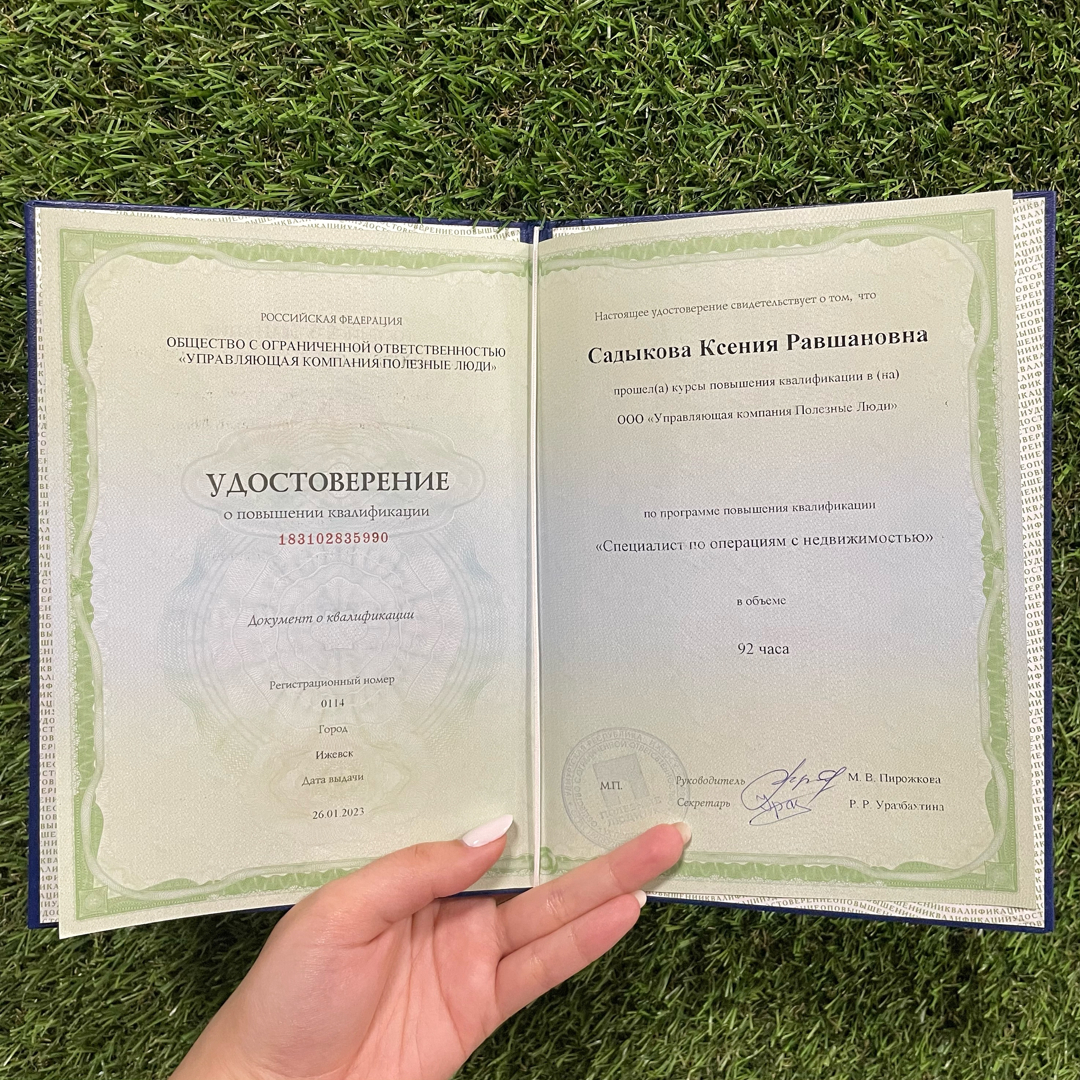 РОССИЙСКАЯ ФЕДЕРАЦИЯ
ОБЩЕСТВО С ОГРАНИЧЕННОЙ ОТВЕТСТВЕННОСТЬЮ
«УПРАВЛЯЮЩАЯ КОМПАНИЯ ПОЛЕЗНЫЕ ЛЮДИ»
УДОСТОВЕРЕНИЕ
о повышении квалификации
183102835990
Документ о квалификации
Регистрационный номер
0114
Город
Ижевск
Дата выдачи
26.01 2023
Настоящее удостоверение свидетельствует о том, что
Садыкова Ксения Равшановна
прошел(а) курсы повышения квалификации в (на)
ООО «Управляющая компания Полезные Люди»
по программе повышения квалификации
«Специалист по операциям с недвижимостью»
в объеме
92 часа
М.П.
Руководитель М. В. Пирожкова
Секретарь Р. Р. Уразбахтина